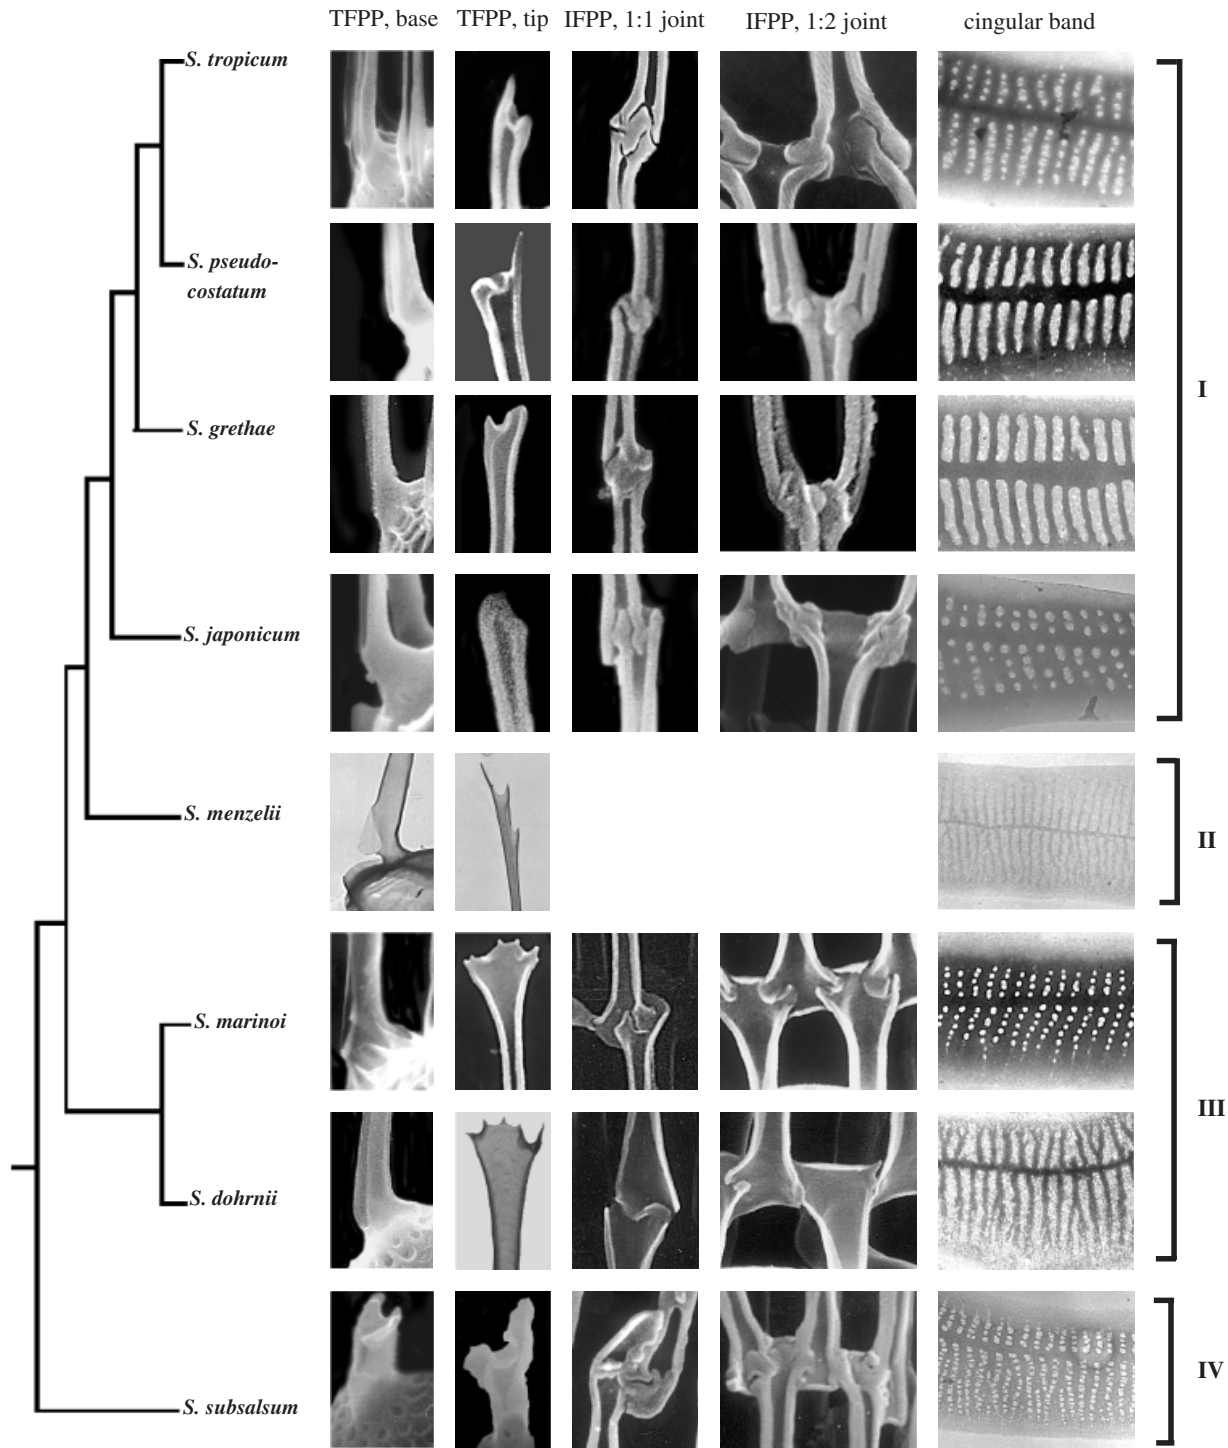 TFPP, base TFPP, tip IFPP, 1:1 joint IFPP, 1:2 joint cingular band
S. tropicum
S. pseudo-
costatum
I
S. grethae
S. japonicum
S. menzelii
II
S. marinoi
III
S. dohrnii
IV
S. subsalsum